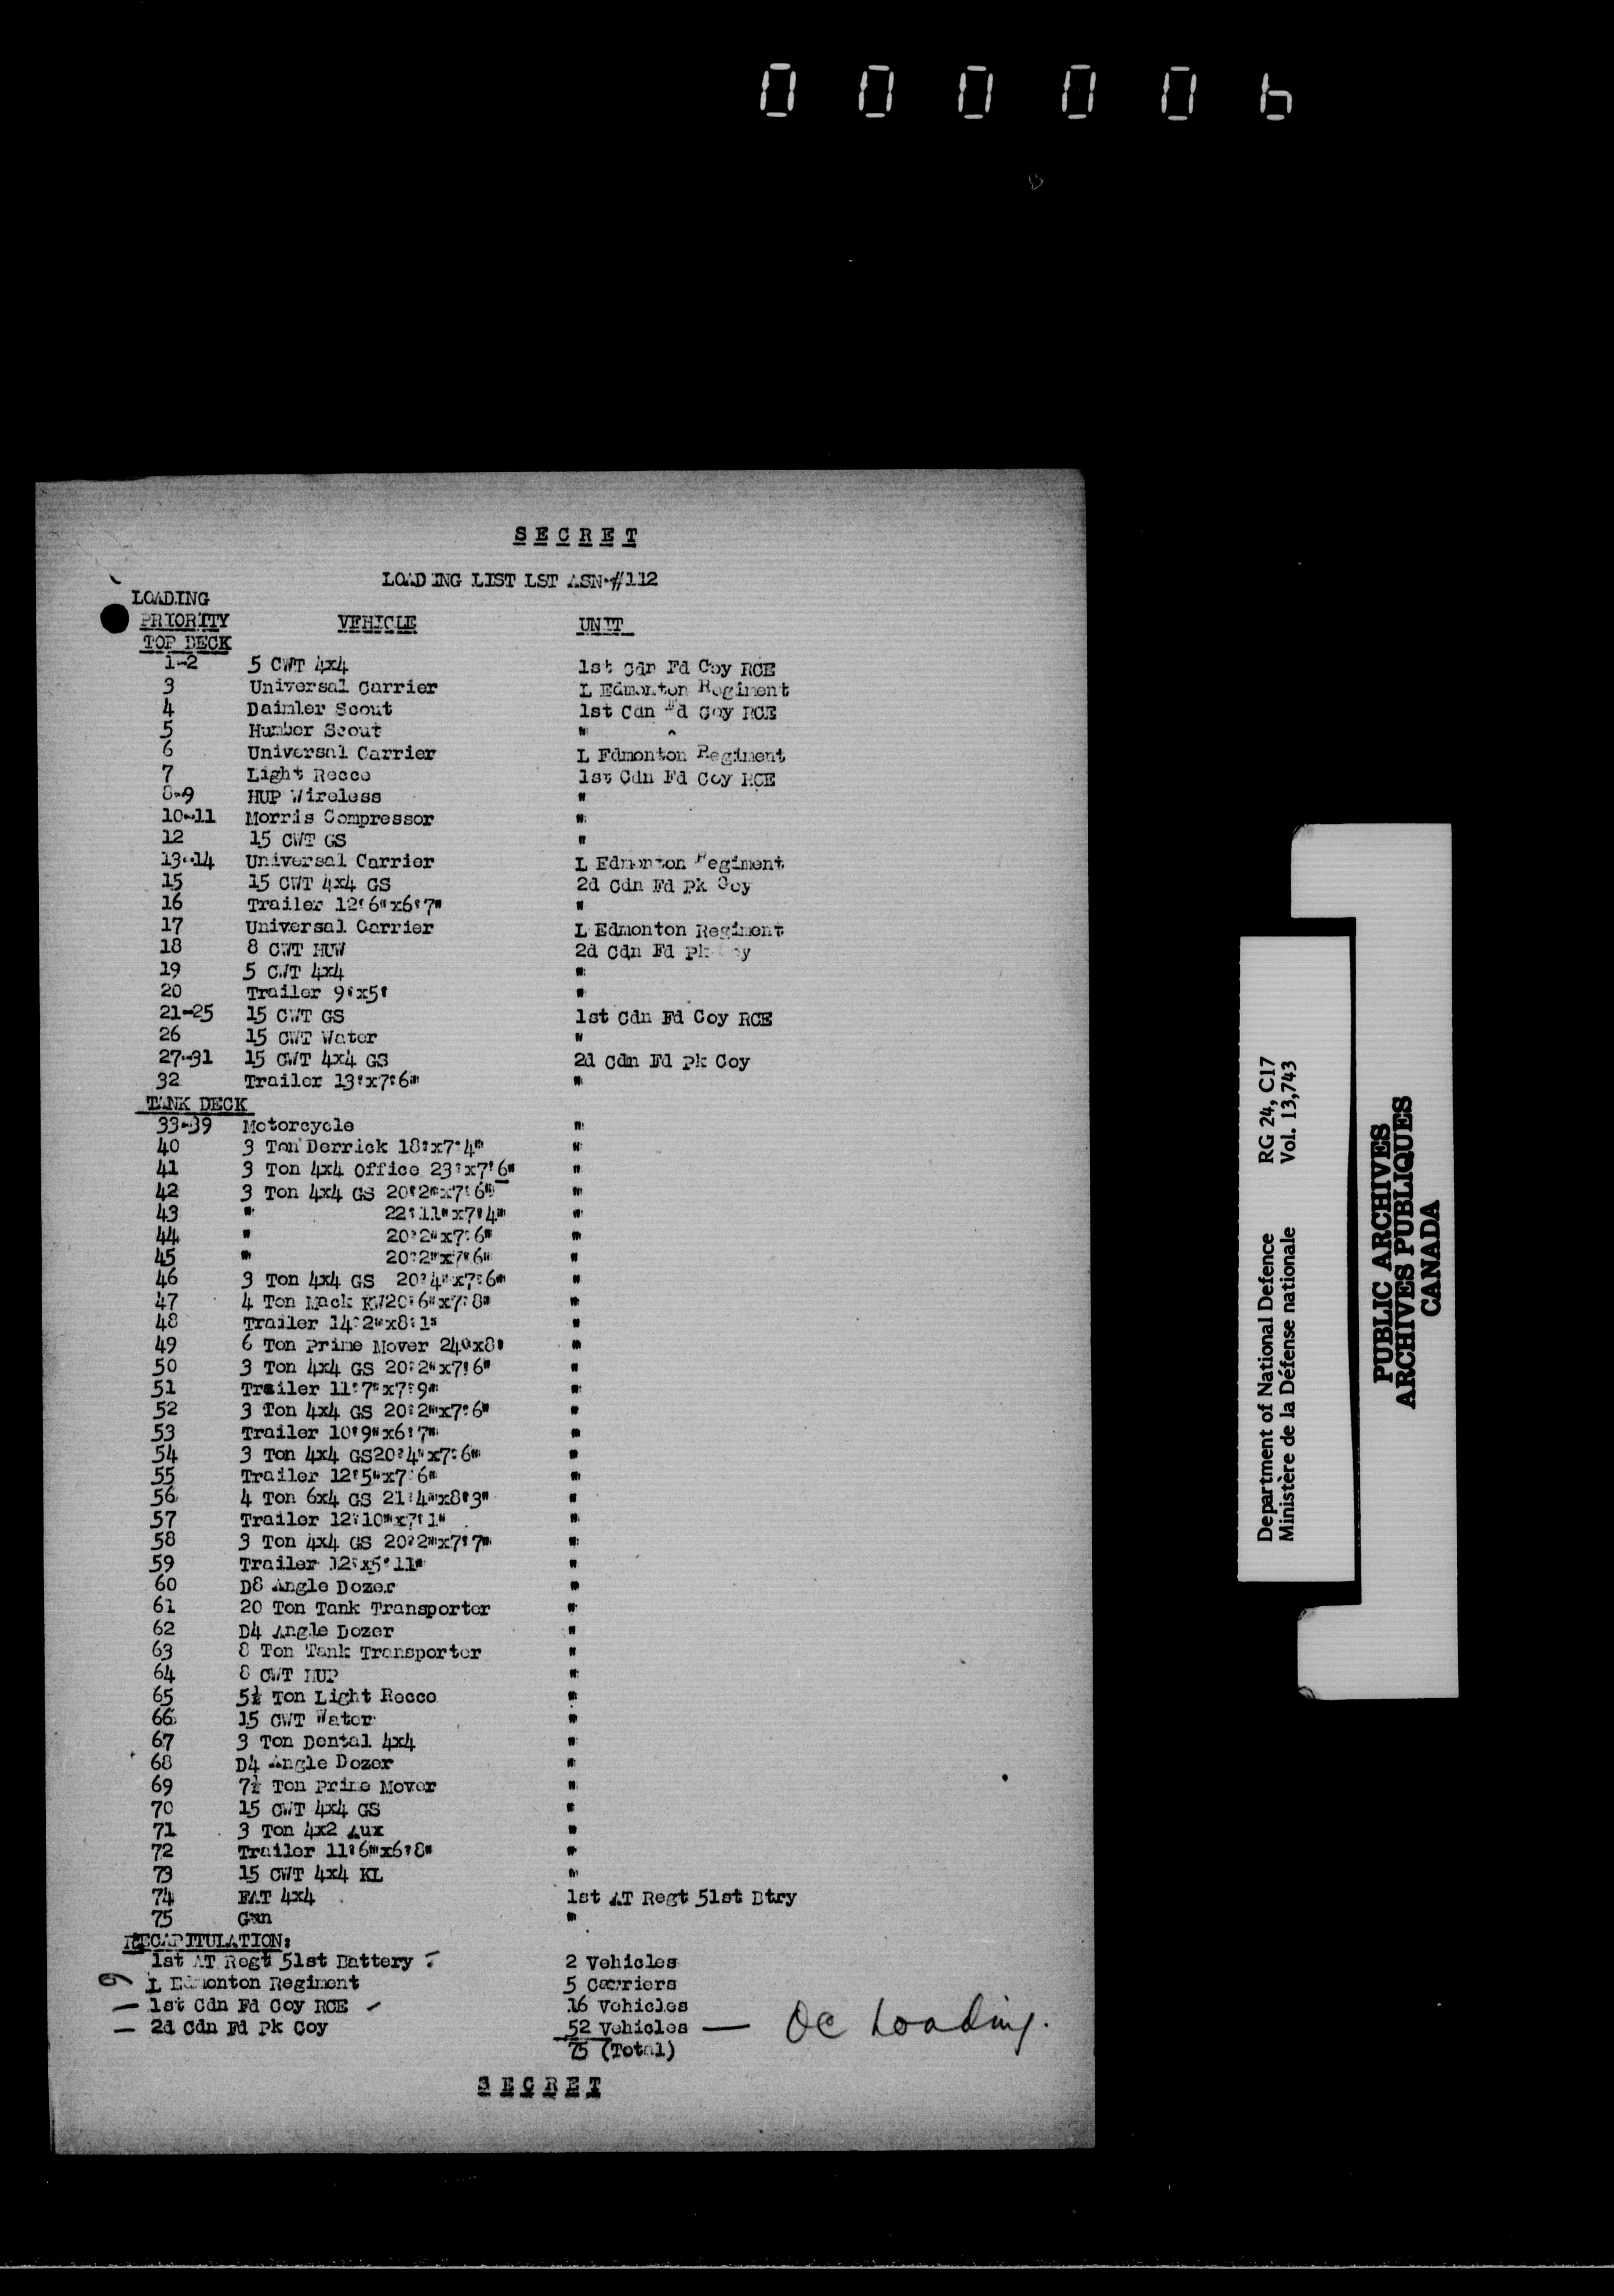 000006
SECRET
LOADING LIST LST ASN #112
LOADING
PRIORITY VEHICLE UNIT
TOP DECK
1-2 5 CWT 4x4 1st Cdn Fd Coy RCE
3 Universal Carrier L Edmonton Regiment
4 Daimler Scout 1st Cdn Fd Coy RCE
5 Humber Scout "
6 Universal Carrier L Edmonton Regiment
7 Light Recce 1st Cdn Fd Coy RCE
8-9 HUP Wireless "
10-11 Morris Compressor "
12 15 CWT GS "
13-14 Universal Carrier L Edmonton Regiment
15 15 CWT 4x4 GS 2d Cdn Fd Pk Coy
16 Trailer 12'6"x6'7" "
17 Universal Carrier L Edmonton Regiment
18 8 CWT HUW 2d Cdn Fd Pk Coy
19 5 CWT 4x4 "
20 Trailer 9'x5' "
21-25 15 CWT GS 1st Cdn Fd Coy RCE
26 15 CWT Water "
27-31 15 CWT 4x4 GS 2d Cdn Fd Pk Coy
32 Trailer 13'x7'6" "
TANK DECK
33-39 Motorcycle "
40 3 Ton Derrick 18'x7'4" "
41 3 Ton 4x4 Office 23'x7'6" "
42 3 Ton 4x4 GS 20'2"x7'6" "
43 " 22'11"x7'4" "
44 " 20'2"x7'6" "
45 " 20'2"x7'6" "
46 3 Ton 4x4 GS 20'4"x7'6" "
47 4 Ton Mack KW20'6"x7'8" "
48 Trailer 14'2"x8'1" "
49 6 Ton Prime Mover 24'x8' "
50 3 Ton 4x4 GS 20'2"x7'6" "
51 Trailer 11'7"x7'9" "
52 3 Ton 4x4 GS 20'2"x7'6" "
53 Trailer 10'9"x6'7" "
54 3 Ton 4x4 GS20'4"x7'6" "
55 Trailer 12'5"x7'6" "
56 4 Ton 6x4 GS 21'4"x8'3" "
57 Trailer 12'10"x7'1" "
58 3 Ton 4x4 GS 20'2"x7'7" "
59 Trailer 12'x5'11" "
60 D8 Angle Dozer "
61 20 Ton Tank Transporter "
62 D4 Angle Dozer "
63 8 Ton Tank Transporter "
64 8 CWT HUP "
65 5½ Ton Light Recce "
66 15 CWT Water "
67 3 Ton Dental 4x4 "
68 D4 Angle Dozer "
69 7½ Ton Prime Mover "
70 15 CWT 4x4 GS "
71 3 Ton 4x2 Aux "
72 Trailer 11'6"x6'8" "
73 15 CWT 4x4 KL "
74 FAT 4x4 1st AT Regt 51st Btry
75 Gun "
RECAPITULATION:
1st AT Regt 51st Battery 2 Vehicles
L Edmonton Regiment 5 Carriers
1st Cdn Fd Coy RCE 16 Vehicles
2d Cdn Fd Pk Coy 52 Vehicles — OC Loading.
75 (Total)
SECRET
Department of National Defence RG 24, C17
Ministère de la Défense nationale Vol. 13,743
PUBLIC ARCHIVES
ARCHIVES PUBLIQUES
CANADA